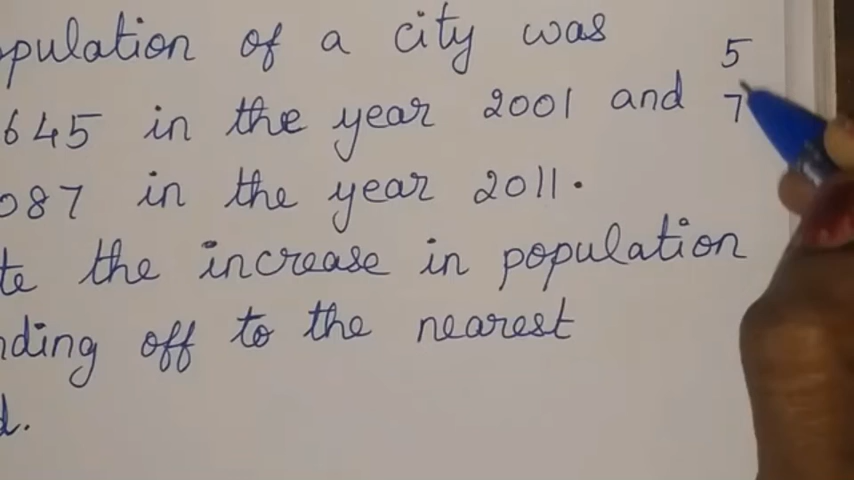 opulation of a city was 5
645 in the year 2001 and 7
087 in the year 2011.
te the increase in population
nding off to the nearest
d.